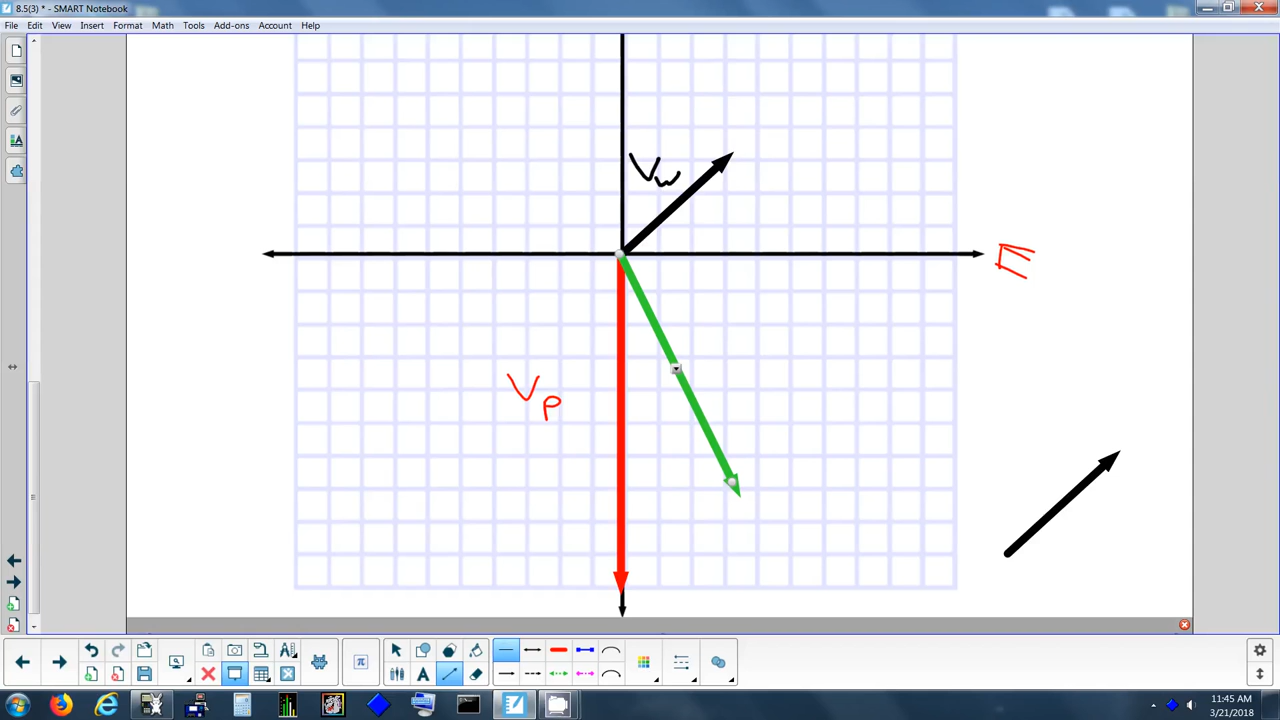 8.5(3) * - SMART Notebook
File Edit View Insert Format Math Tools Add-ons Account Help
Vw
E
Vp
π
A
A
11:45 AM
3/21/2018